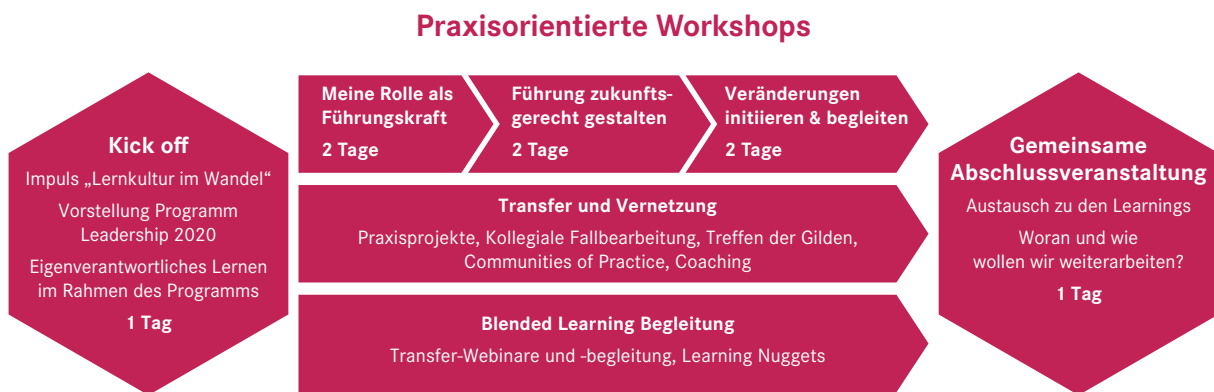 Praxisorientierte Workshops
Kick off
Impuls „Lernkultur im Wandel“
Vorstellung Programm
Leadership 2020
Eigenverantwortliches Lernen
im Rahmen des Programms
1 Tag
Meine Rolle als
Führungskraft
2 Tage
Führung zukunfts-
gerecht gestalten
2 Tage
Veränderungen
initiieren & begleiten
2 Tage
Transfer und Vernetzung
Praxisprojekte, Kollegiale Fallbearbeitung, Treffen der Gilden,
Communities of Practice, Coaching
Blended Learning Begleitung
Transfer-Webinare und -begleitung, Learning Nuggets
Gemeinsame
Abschlussveranstaltung
Austausch zu den Learnings
Woran und wie
wollen wir weiterarbeiten?
1 Tag